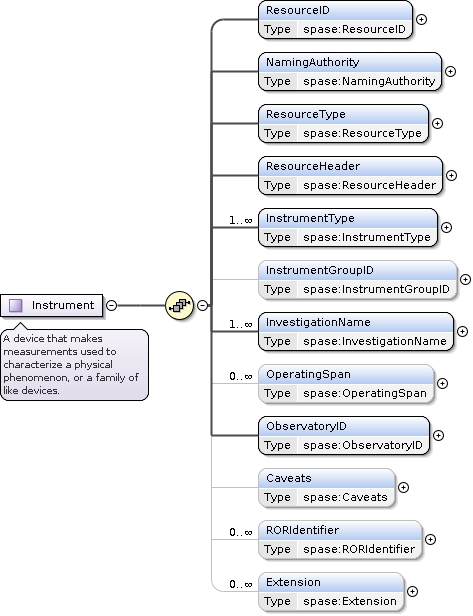 ResourceID
Type spase:ResourceID
NamingAuthority
Type spase:NamingAuthority
ResourceType
Type spase:ResourceType
ResourceHeader
Type spase:ResourceHeader
1..∞
InstrumentType
Type spase:InstrumentType
InstrumentGroupID
Type spase:InstrumentGroupID
Instrument
A device that makes
measurements used to
characterize a physical
phenomenon, or a family of
like devices.
1..∞
InvestigationName
Type spase:InvestigationName
0..∞
OperatingSpan
Type spase:OperatingSpan
ObservatoryID
Type spase:ObservatoryID
Caveats
Type spase:Caveats
0..∞
RORIdentifier
Type spase:RORIdentifier
0..∞
Extension
Type spase:Extension